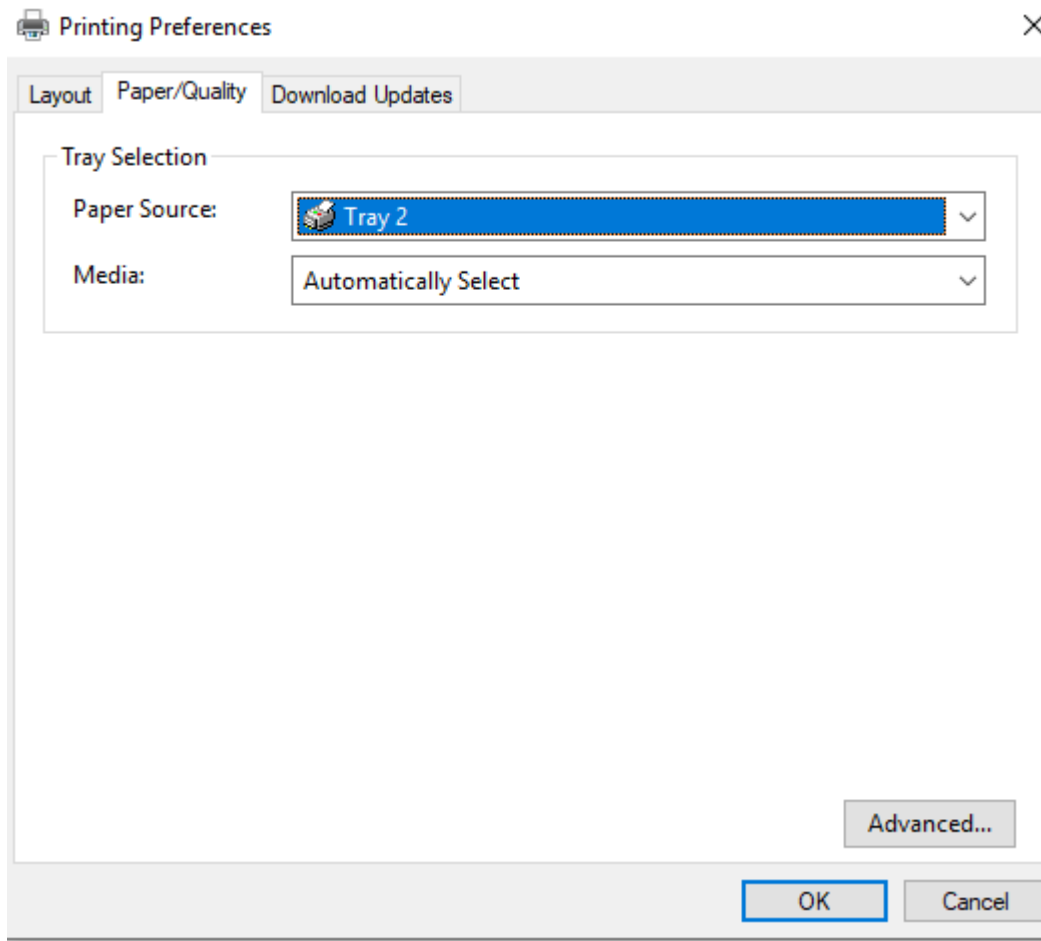 Printing Preferences
Layout Paper/Quality Download Updates
Tray Selection
Paper Source: Tray 2
Media: Automatically Select
Advanced...
OK Cancel